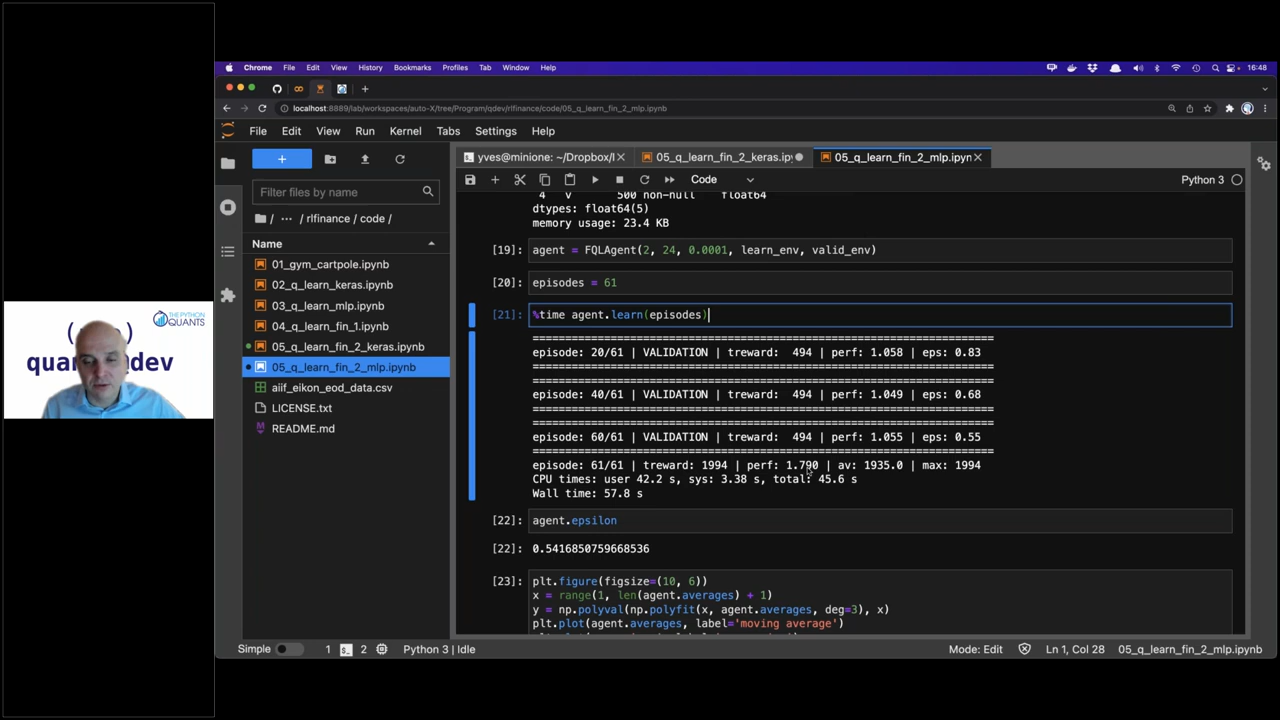 Chrome File Edit View History Bookmarks Profiles Tab Window Help 16:48
localhost:8889/lab/workspaces/auto-X/tree/Program/qdev/rlfinance/code/05_q_learn_fin_2_mlp.ipynb
File Edit View Run Kernel Tabs Settings Help
yves@minione: ~/Dropbox/I 05_q_learn_fin_2_keras.ipy 05_q_learn_fin_2_mlp.ipyn
Code Python 3
Filter files by name
/ ... / rlfinance / code /
Name
01_gym_cartpole.ipynb
02_q_learn_keras.ipynb
03_q_learn_mlp.ipynb
04_q_learn_fin_1.ipynb
05_q_learn_fin_2_keras.ipynb
05_q_learn_fin_2_mlp.ipynb
aiif_eikon_eod_data.csv
LICENSE.txt
README.md
4 v 500 non-null float64
dtypes: float64(5)
memory usage: 23.4 KB
[19]: agent = FQLAgent(2, 24, 0.0001, learn_env, valid_env)
[20]: episodes = 61
[21]: %time agent.learn(episodes)
=================================================================
episode: 20/61 | VALIDATION | treward: 494 | perf: 1.058 | eps: 0.83
=================================================================
=================================================================
episode: 40/61 | VALIDATION | treward: 494 | perf: 1.049 | eps: 0.68
=================================================================
=================================================================
episode: 60/61 | VALIDATION | treward: 494 | perf: 1.055 | eps: 0.55
=================================================================
episode: 61/61 | treward: 1994 | perf: 1.790 | av: 1935.0 | max: 1994
CPU times: user 42.2 s, sys: 3.38 s, total: 45.6 s
Wall time: 57.8 s
[22]: agent.epsilon
[22]: 0.5416850759668536
[23]: plt.figure(figsize=(10, 6))
x = range(1, len(agent.averages) + 1)
y = np.polyval(np.polyfit(x, agent.averages, deg=3), x)
plt.plot(agent.averages, label='moving average')
Simple 1 2 Python 3 | Idle Mode: Edit Ln 1, Col 28 05_q_learn_fin_2_mlp.ipynb
THE PYTHON
QUANTS